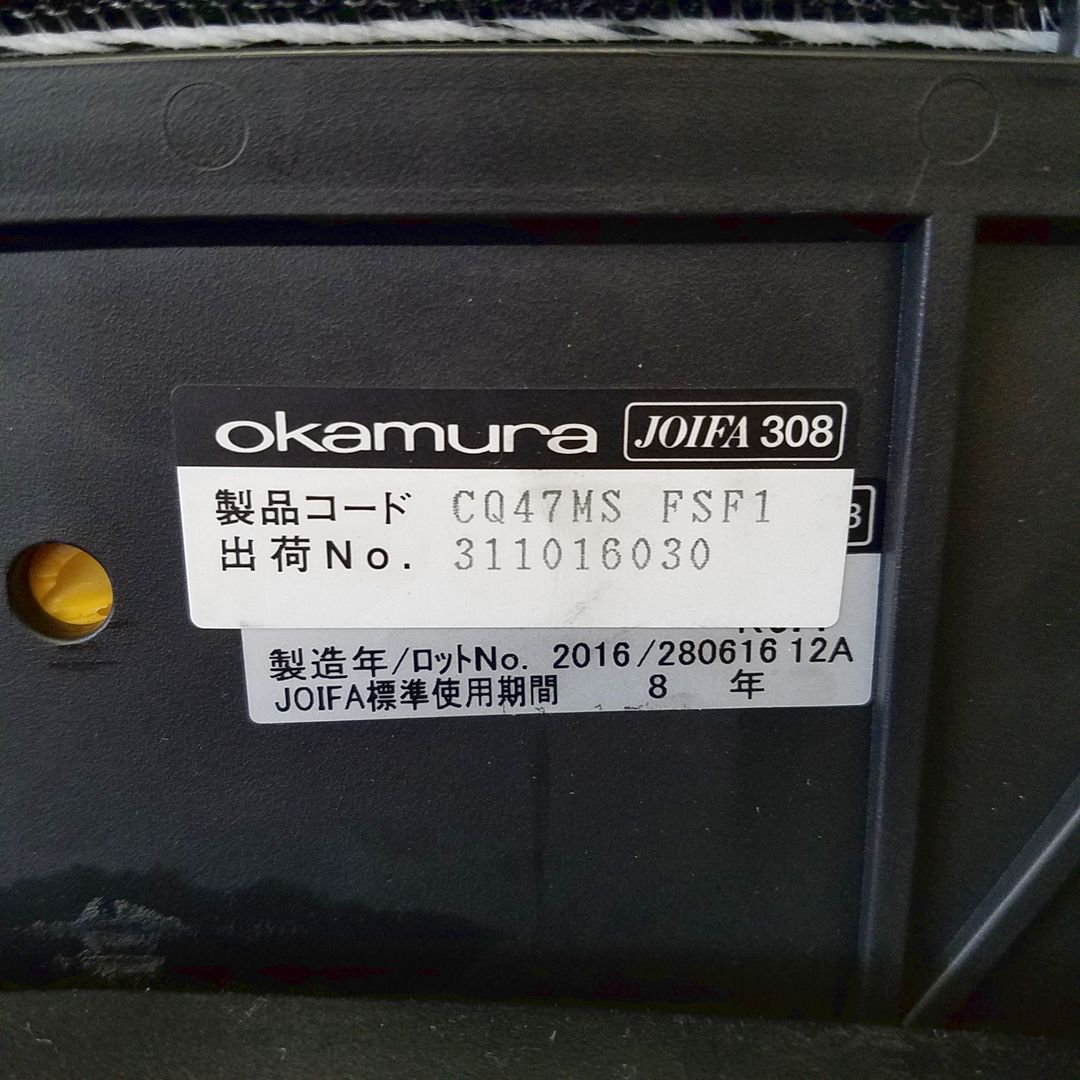 okamura JOIFA 308
製品コード CQ47MS FSF1
出荷No. 311016030
製造年/ロットNo. 2016/280616 12A
JOIFA標準使用期間 8 年